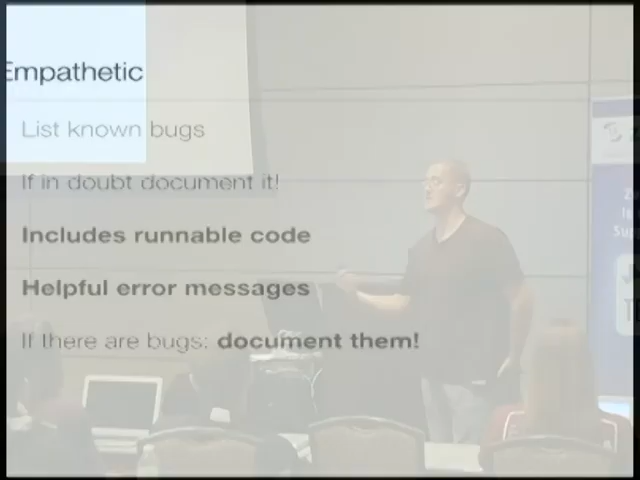 Empathetic
List known bugs
If in doubt document it!
Includes runnable code
Helpful error messages
If there are bugs: document them!